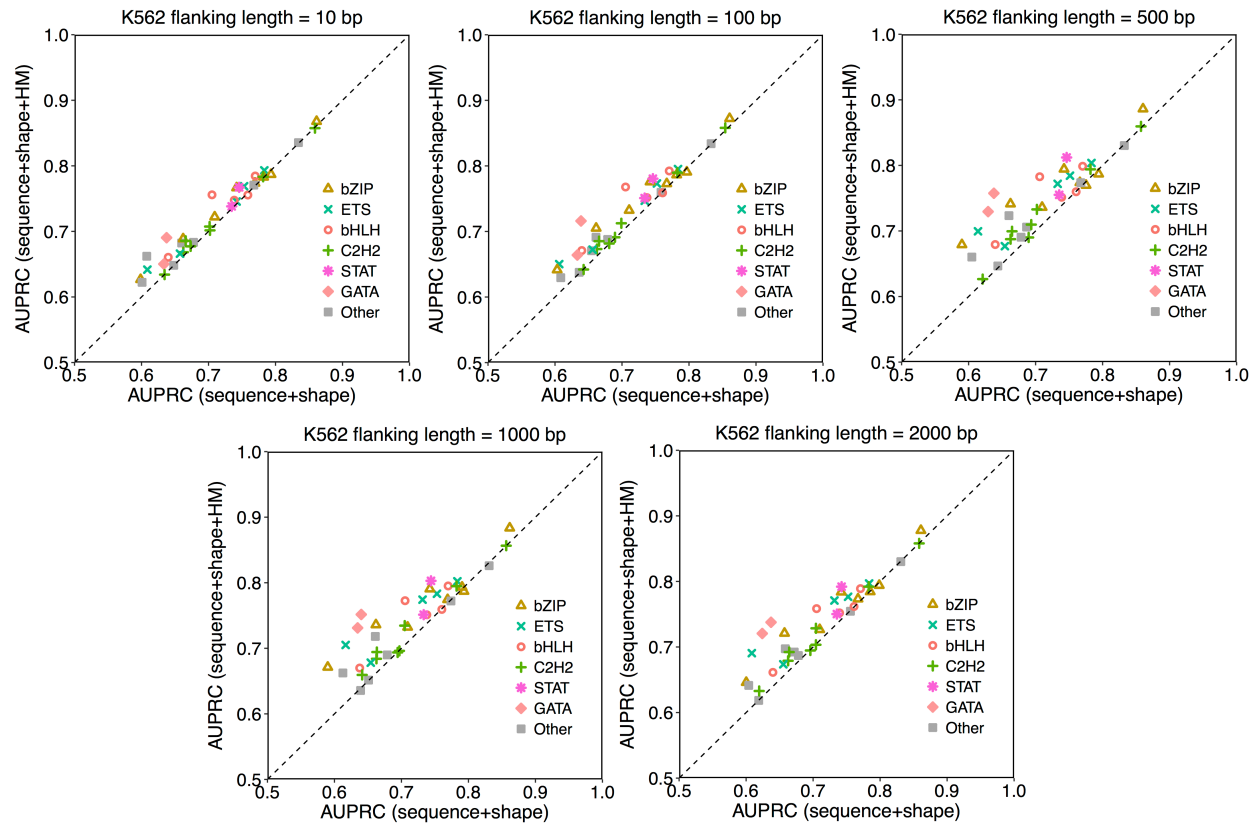 K562 flanking length = 10 bp
AUPRC (sequence+shape+HM)
1.0
0.9
0.8
0.7
0.6
0.5
bZIP
ETS
bHLH
C2H2
STAT
GATA
Other
0.5 0.6 0.7 0.8 0.9 1.0
AUPRC (sequence+shape)
K562 flanking length = 100 bp
AUPRC (sequence+shape+HM)
1.0
0.9
0.8
0.7
0.6
0.5
bZIP
ETS
bHLH
C2H2
STAT
GATA
Other
0.5 0.6 0.7 0.8 0.9 1.0
AUPRC (sequence+shape)
K562 flanking length = 500 bp
AUPRC (sequence+shape+HM)
1.0
0.9
0.8
0.7
0.6
0.5
bZIP
ETS
bHLH
C2H2
STAT
GATA
Other
0.5 0.6 0.7 0.8 0.9 1.0
AUPRC (sequence+shape)
K562 flanking length = 1000 bp
AUPRC (sequence+shape+HM)
1.0
0.9
0.8
0.7
0.6
0.5
bZIP
ETS
bHLH
C2H2
STAT
GATA
Other
0.5 0.6 0.7 0.8 0.9 1.0
AUPRC (sequence+shape)
K562 flanking length = 2000 bp
AUPRC (sequence+shape+HM)
1.0
0.9
0.8
0.7
0.6
0.5
bZIP
ETS
bHLH
C2H2
STAT
GATA
Other
0.5 0.6 0.7 0.8 0.9 1.0
AUPRC (sequence+shape)